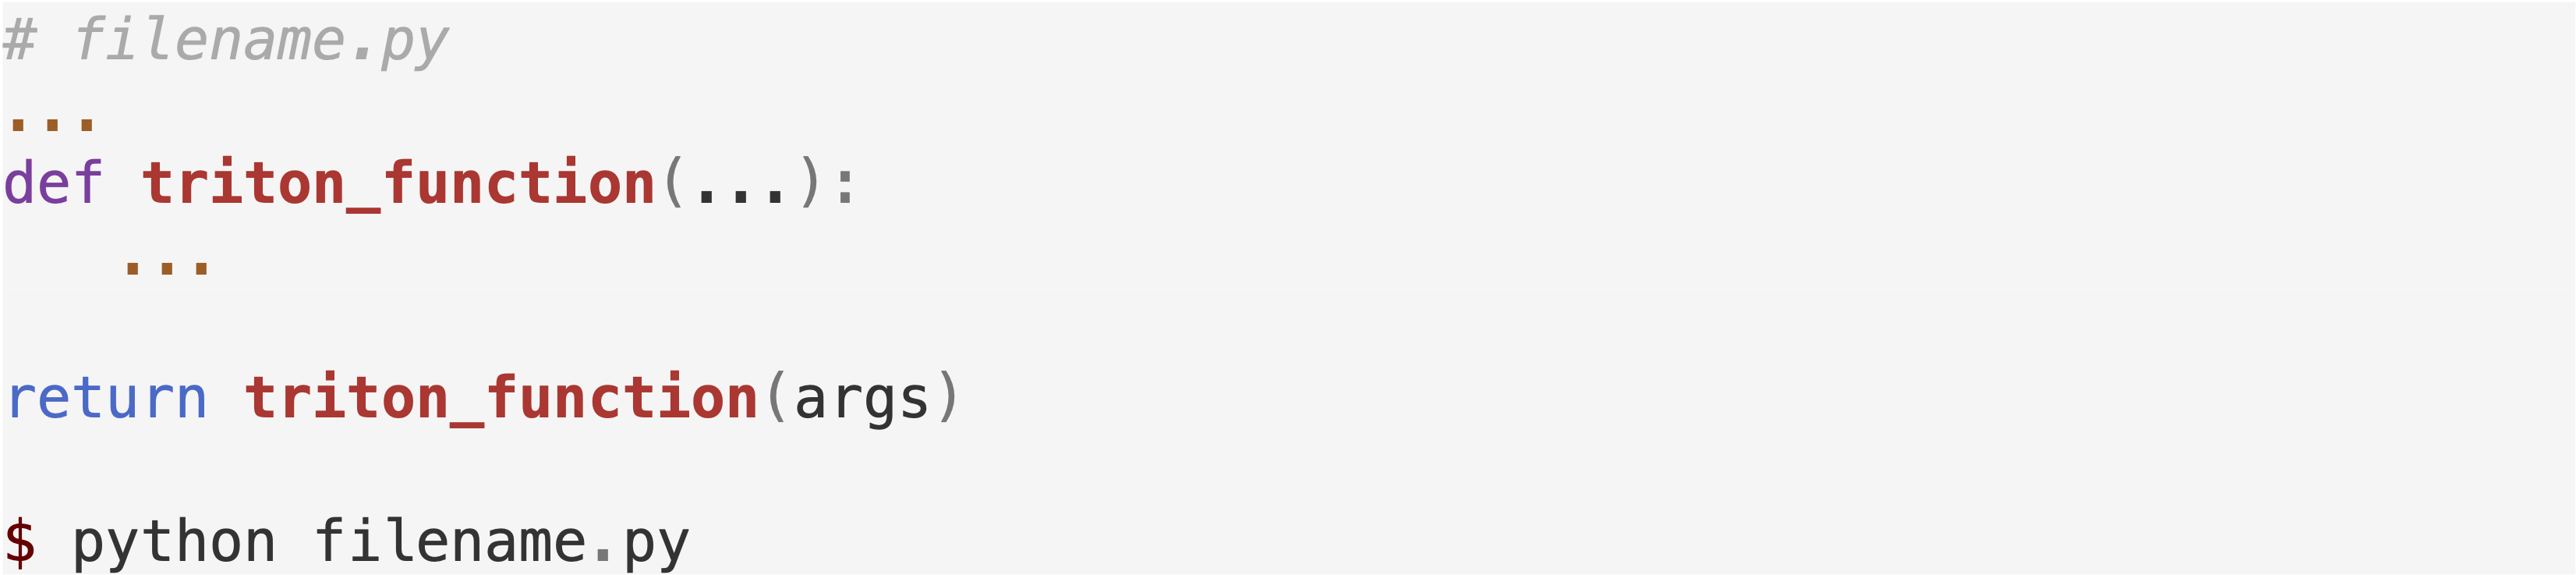 # filename.py
...
def triton_function(...):
    ...
return triton_function(args)
$ python filename.py